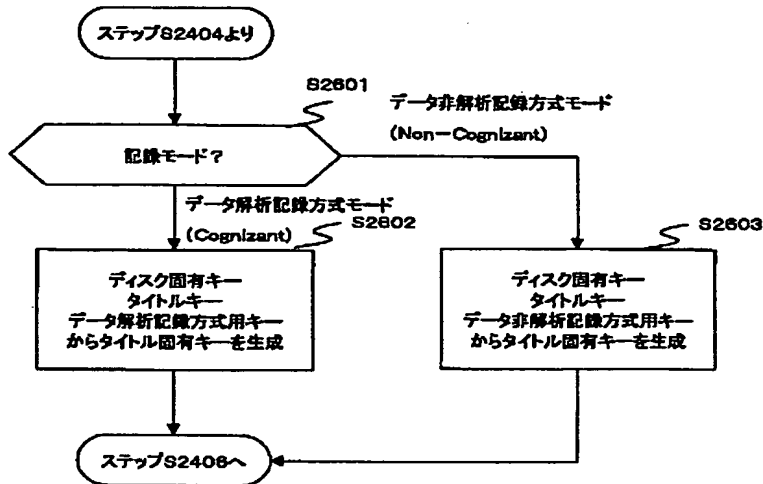 ステップS2404より
S2601
データ非解析記録方式モード
(Non-Cognizant)
記録モード?
データ解析記録方式モード
(Cognizant)
S2602
S2603
ディスク固有キー
タイトルキー
データ解析記録方式用キー
からタイトル固有キーを生成
ディスク固有キー
タイトルキー
データ非解析記録方式用キー
からタイトル固有キーを生成
ステップS2406へ